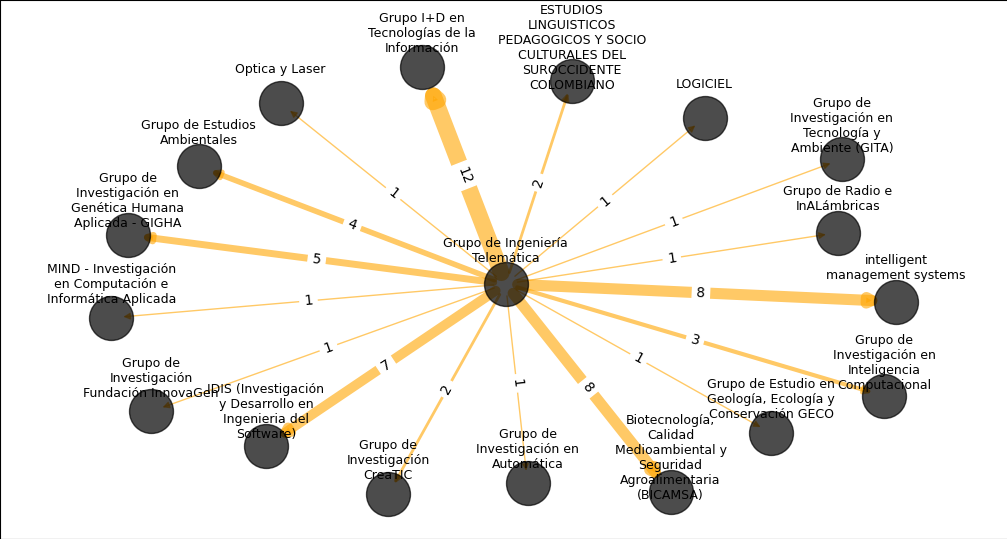 ESTUDIOS
LINGUISTICOS
PEDAGOGICOS Y SOCIO
CULTURALES DEL
SUROCCIDENTE
COLOMBIANO
Grupo I+D en
Tecnologías de la
Información
Optica y Laser
LOGICIEL
Grupo de Estudios
Ambientales
Grupo de
Investigación en
Tecnología y
Ambiente (GITA)
Grupo de
Investigación en
Genética Humana
Aplicada - GIGHA
Grupo de Radio e
InALámbricas
Grupo de Ingeniería
Telemática
MIND - Investigación
en Computación e
Informática Aplicada
intelligent
management systems
Grupo de
Investigación
Fundación InnovaGen
Grupo de
Investigación en
Inteligencia
Computacional
IDIS (Investigación
y Desarrollo en
Ingenieria del
Software)
Grupo de Estudio en
Geología, Ecología y
Conservación GECO
Grupo de
Investigación
CreaTIC
Grupo de
Investigación en
Automática
Biotecnología,
Calidad
Medioambiental y
Seguridad
Agroalimentaria
(BICAMSA)
12
2
1
1
1
4
1
5
1
8
1
3
1
7
2
1
8
1